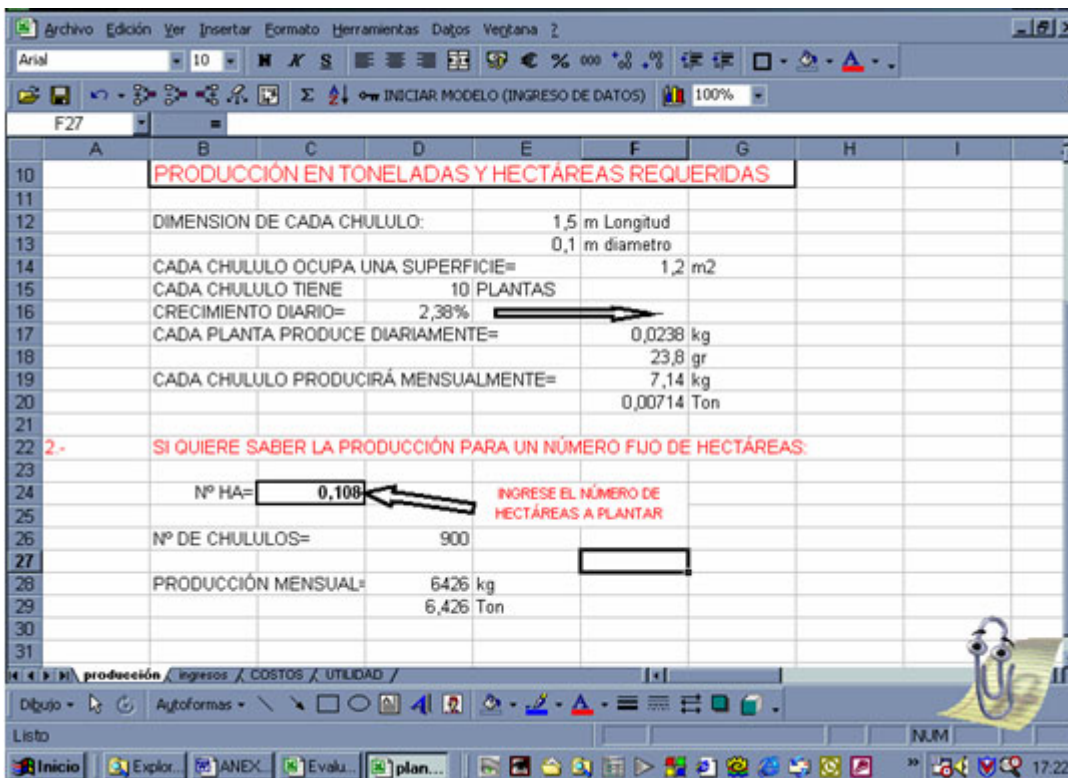 Archivo Edición Ver Insertar Formato Herramientas Datos Ventana ?
Arial 10 N K S € % 000
Σ INICIAR MODELO (INGRESO DE DATOS) 100%
F27 =
A B C D E F G H I
10 PRODUCCIÓN EN TONELADAS Y HECTÁREAS REQUERIDAS
11
12 DIMENSION DE CADA CHULULO: 1,5 m Longitud
13 0,1 m diametro
14 CADA CHULULO OCUPA UNA SUPERFICIE= 1,2 m2
15 CADA CHULULO TIENE 10 PLANTAS
16 CRECIMIENTO DIARIO= 2,38%
17 CADA PLANTA PRODUCE DIARIAMENTE= 0,0238 kg
18 23,8 gr
19 CADA CHULULO PRODUCIRÁ MENSUALMENTE= 7,14 kg
20 0,00714 Ton
21
22 2.- SI QUIERE SABER LA PRODUCCIÓN PARA UN NÚMERO FIJO DE HECTÁREAS:
23
24 Nº HA= 0,108 INGRESE EL NÚMERO DE
25 HECTÁREAS A PLANTAR
26 Nº DE CHULULOS= 900
27
28 PRODUCCIÓN MENSUAL= 6426 kg
29 6,426 Ton
30
31
producción / ingresos / COSTOS / UTILIDAD /
Dibujo Autoformas
Listo NUM
Inicio Explor... ANEX... Evalu... plan... » 17:22